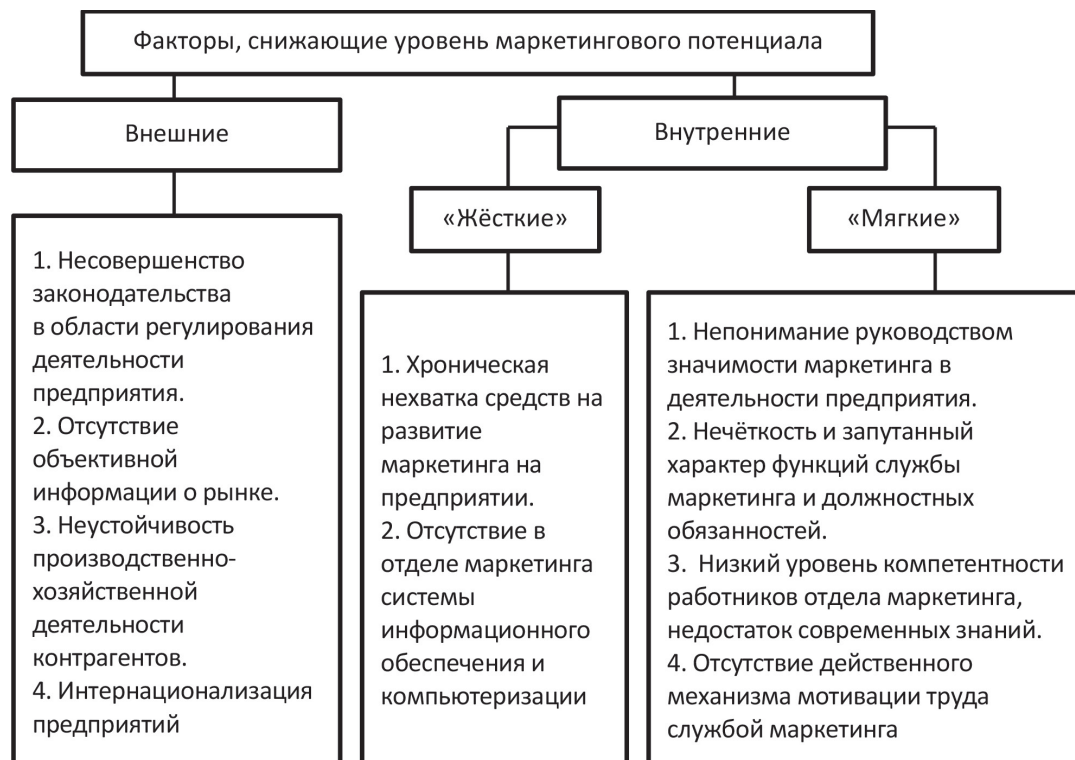 Факторы, снижающие уровень маркетингового потенциала
Внешние
Внутренние
«Жёсткие»
«Мягкие»
1. Несовершенство
законодательства
в области регулирования
деятельности
предприятия.
2. Отсутствие
объективной
информации о рынке.
3. Неустойчивость
производственно-
хозяйственной
деятельности
контрагентов.
4. Интернационализация
предприятий
1. Хроническая
нехватка средств на
развитие
маркетинга на
предприятии.
2. Отсутствие в
отделе маркетинга
системы
информационного
обеспечения и
компьютеризации
1. Непонимание руководством
значимости маркетинга в
деятельности предприятия.
2. Нечёткость и запутанный
характер функций службы
маркетинга и должностных
обязанностей.
3.  Низкий уровень компетентности
работников отдела маркетинга,
недостаток современных знаний.
4. Отсутствие действенного
механизма мотивации труда
службой маркетинга